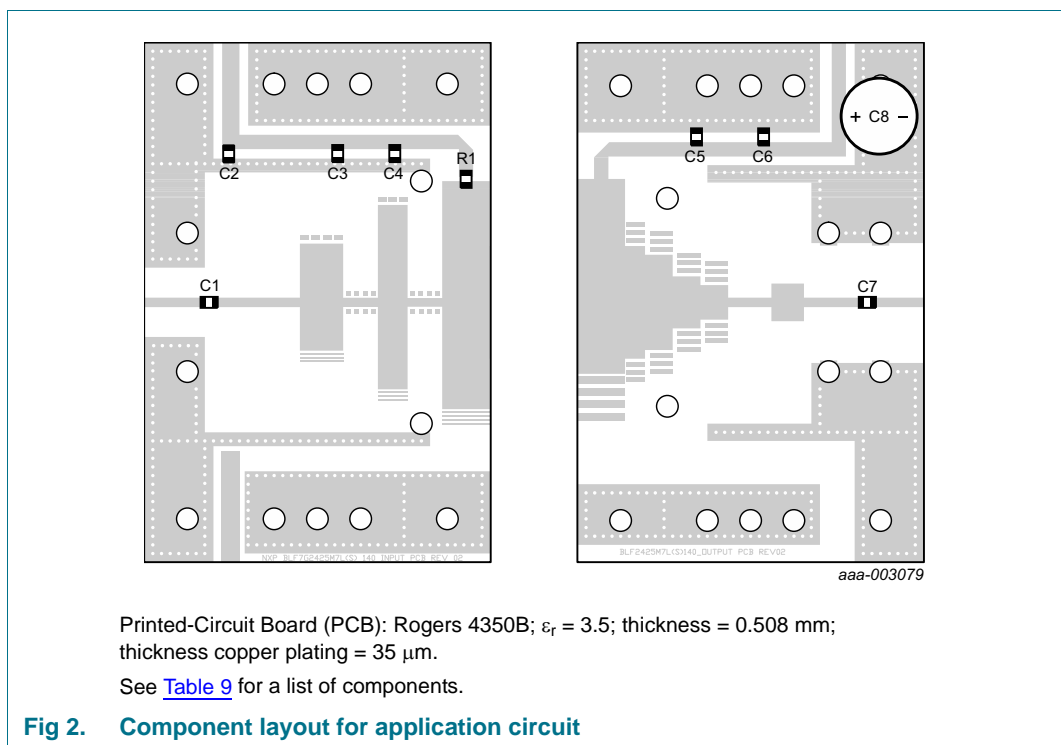 C2
C3
C4
R1
C1
NXP BLF7G2425M7L(S) 140 INPUT PCB REV 02
C5
C6
+ C8 −
C7
BLF2425M7L(S)140_OUTPUT PCB REV02
aaa-003079
Printed-Circuit Board (PCB): Rogers 4350B; εr = 3.5; thickness = 0.508 mm;
thickness copper plating = 35 μm.
See Table 9 for a list of components.
Fig 2. Component layout for application circuit